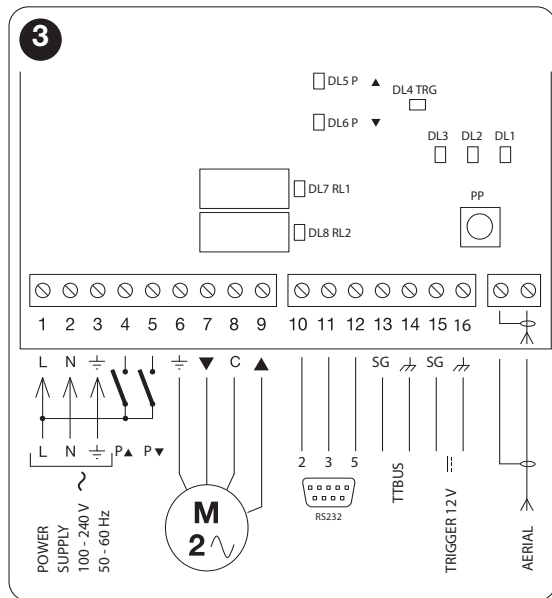 3
DL5 P ▲
DL4 TRG
DL6 P ▼
DL3 DL2 DL1
DL7 RL1
PP
DL8 RL2
1 2 3 4 5 6 7 8 9 10 11 12 13 14 15 16
L N ⏚ ⏚ ▼ C ▲ SG SG
L N ⏚ P▲ P▼
2 3 5
M
2
RS232
POWER
SUPPLY
100 - 240 V
50 - 60 Hz
TTBUS
TRIGGER 12 V
AERIAL